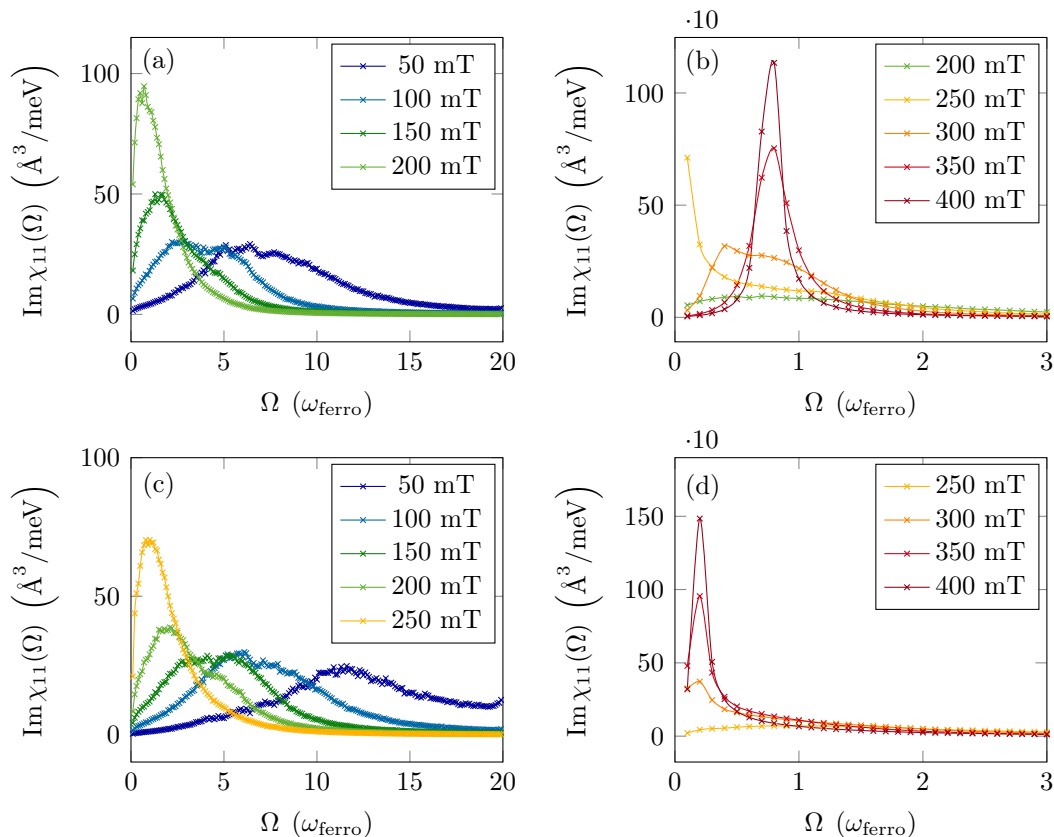 (a)
50 mT
100 mT
150 mT
200 mT
100
50
0
0 5 10 15 20
Im χ₁₁(Ω) (Å³/meV)
Ω (ω_ferro)
·10
(b)
200 mT
250 mT
300 mT
350 mT
400 mT
100
50
0
0 1 2 3
Im χ₁₁(Ω) (Å³/meV)
Ω (ω_ferro)
(c)
50 mT
100 mT
150 mT
200 mT
250 mT
100
50
0
0 5 10 15 20
Im χ₁₁(Ω) (Å³/meV)
Ω (ω_ferro)
·10
(d)
250 mT
300 mT
350 mT
400 mT
150
100
50
0
0 1 2 3
Im χ₁₁(Ω) (Å³/meV)
Ω (ω_ferro)